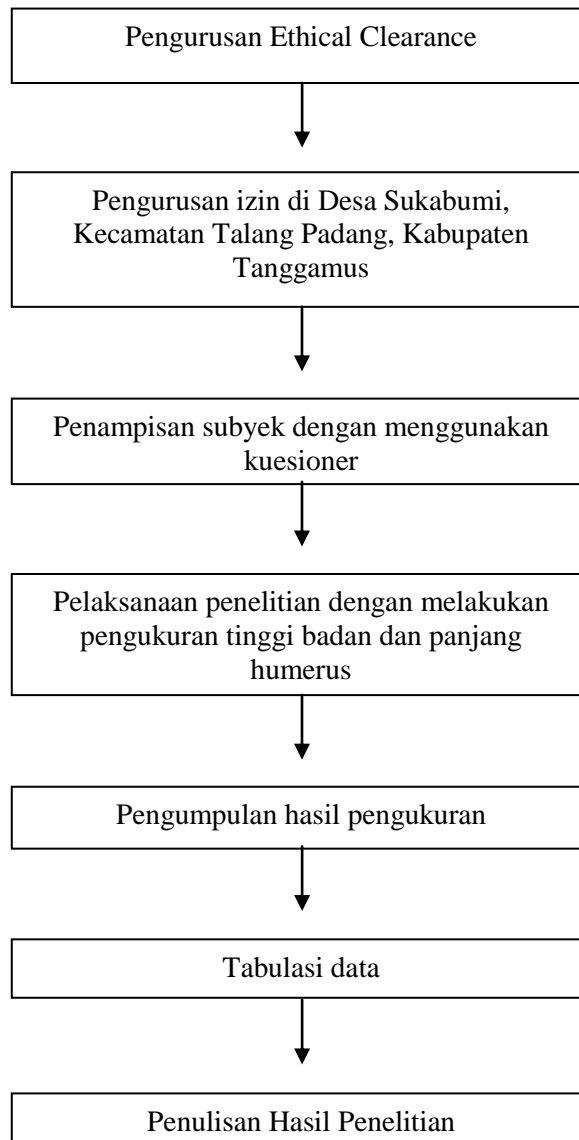 Pengurusan Ethical Clearance
Pengurusan izin di Desa Sukabumi,
Kecamatan Talang Padang, Kabupaten
Tanggamus
Penampisan subyek dengan menggunakan
kuesioner
Pelaksanaan penelitian dengan melakukan
pengukuran tinggi badan dan panjang
humerus
Pengumpulan hasil pengukuran
Tabulasi data
Penulisan Hasil Penelitian